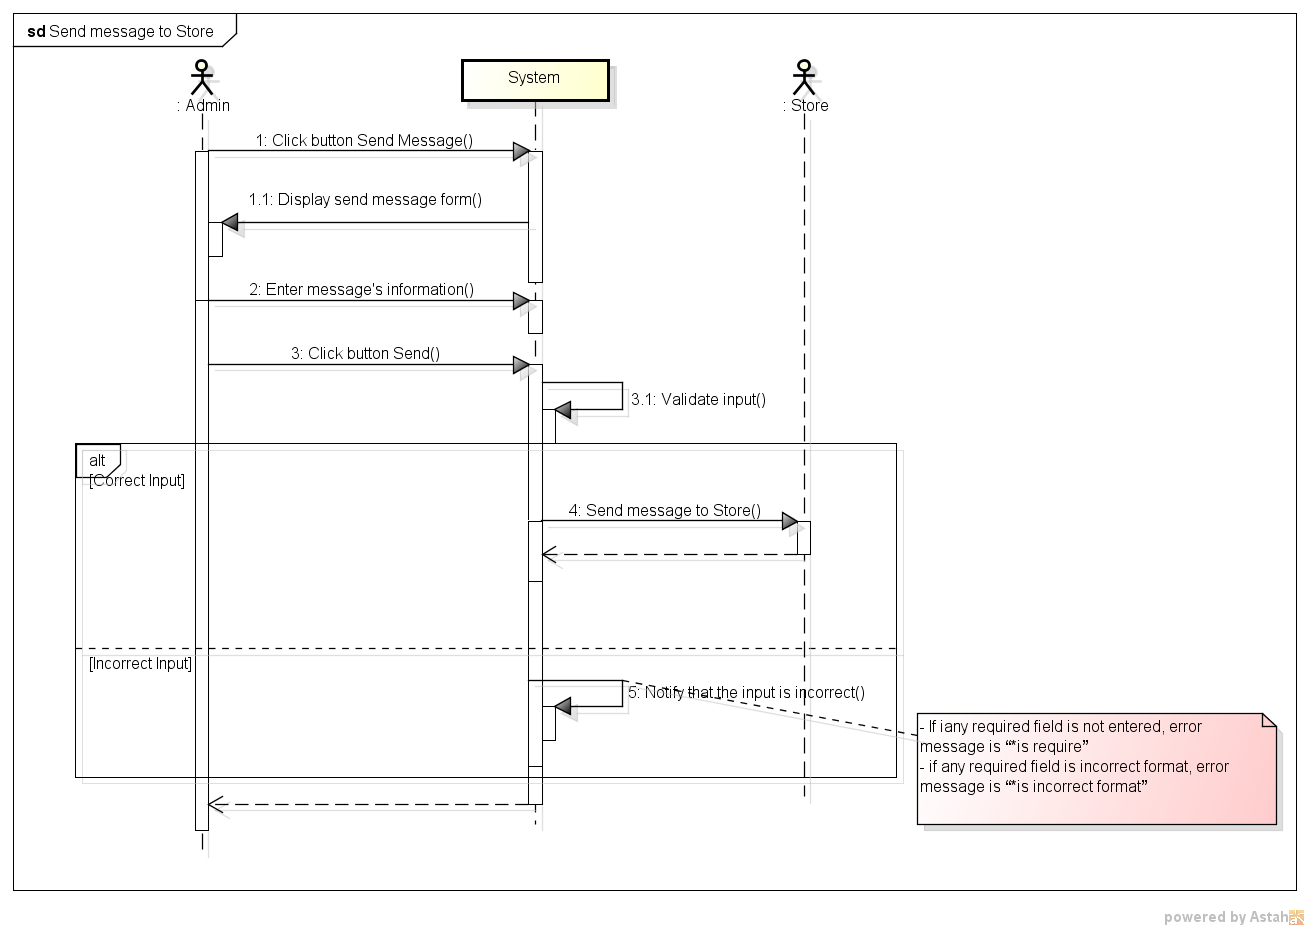 sd Send message to Store
: Admin
System
: Store
1: Click button Send Message()
1.1: Display send message form()
2: Enter message's information()
3: Click button Send()
3.1: Validate input()
alt
[Correct Input]
4: Send message to Store()
[Incorrect Input]
5: Notify that the input is incorrect()
- If iany required field is not entered, error
message is “*is require”
- if any required field is incorrect format, error
message is “*is incorrect format”
powered by Astah